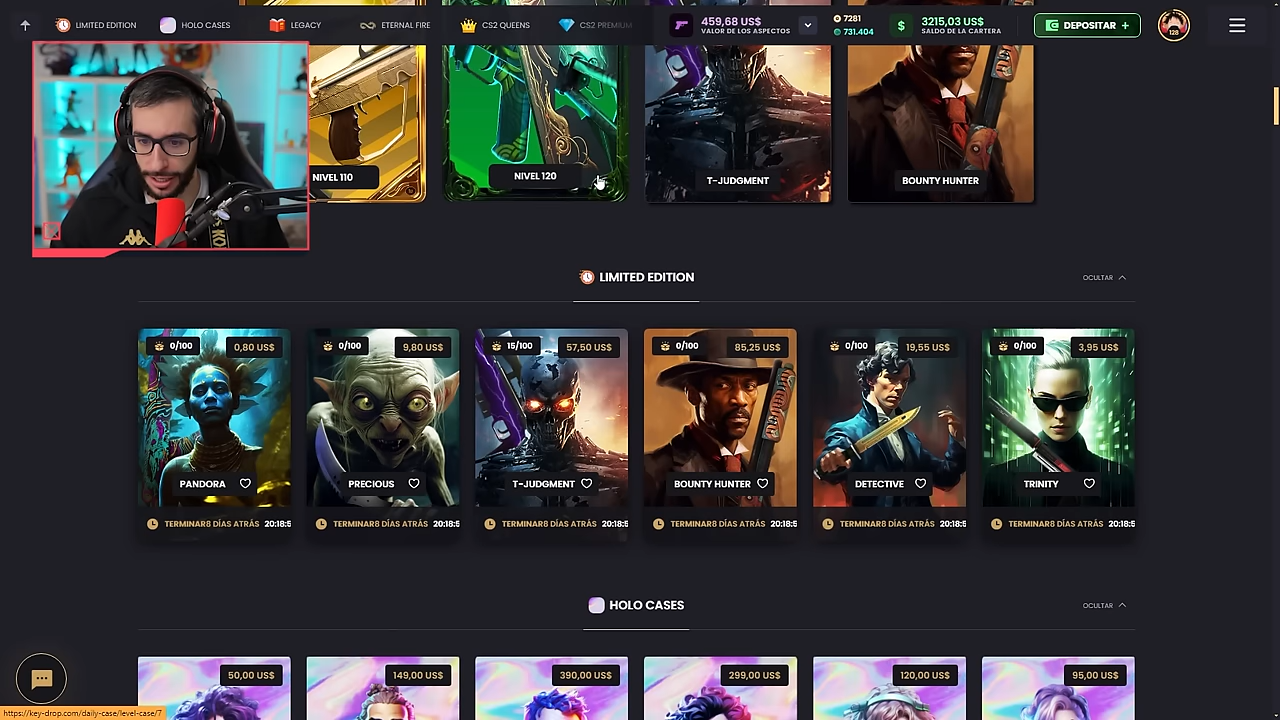 LIMITED EDITION
HOLO CASES
LEGACY
ETERNAL FIRE
CS2 QUEENS
CS2 PREMIUM
459,68 US$
VALOR DE LOS ASPECTOS
7281
731.404
$
3215,03 US$
SALDO DE LA CARTERA
DEPOSITAR +
128
NIVEL 110
NIVEL 120
T-JUDGMENT
BOUNTY HUNTER
LIMITED EDITION
OCULTAR
0/100
0,80 US$
0/100
9,80 US$
15/100
57,50 US$
0/100
85,25 US$
0/100
19,55 US$
0/100
3,95 US$
PANDORA
PRECIOUS
T-JUDGMENT
BOUNTY HUNTER
DETECTIVE
TRINITY
TERMINAR8 DÍAS ATRÁS 20:18:5
TERMINAR8 DÍAS ATRÁS 20:18:5
TERMINAR8 DÍAS ATRÁS 20:18:5
TERMINAR8 DÍAS ATRÁS 20:18:5
TERMINAR8 DÍAS ATRÁS 20:18:5
TERMINAR8 DÍAS ATRÁS 20:18:5
HOLO CASES
OCULTAR
50,00 US$
149,00 US$
390,00 US$
299,00 US$
120,00 US$
95,00 US$
https://key-drop.com/daily-case/level-case/7